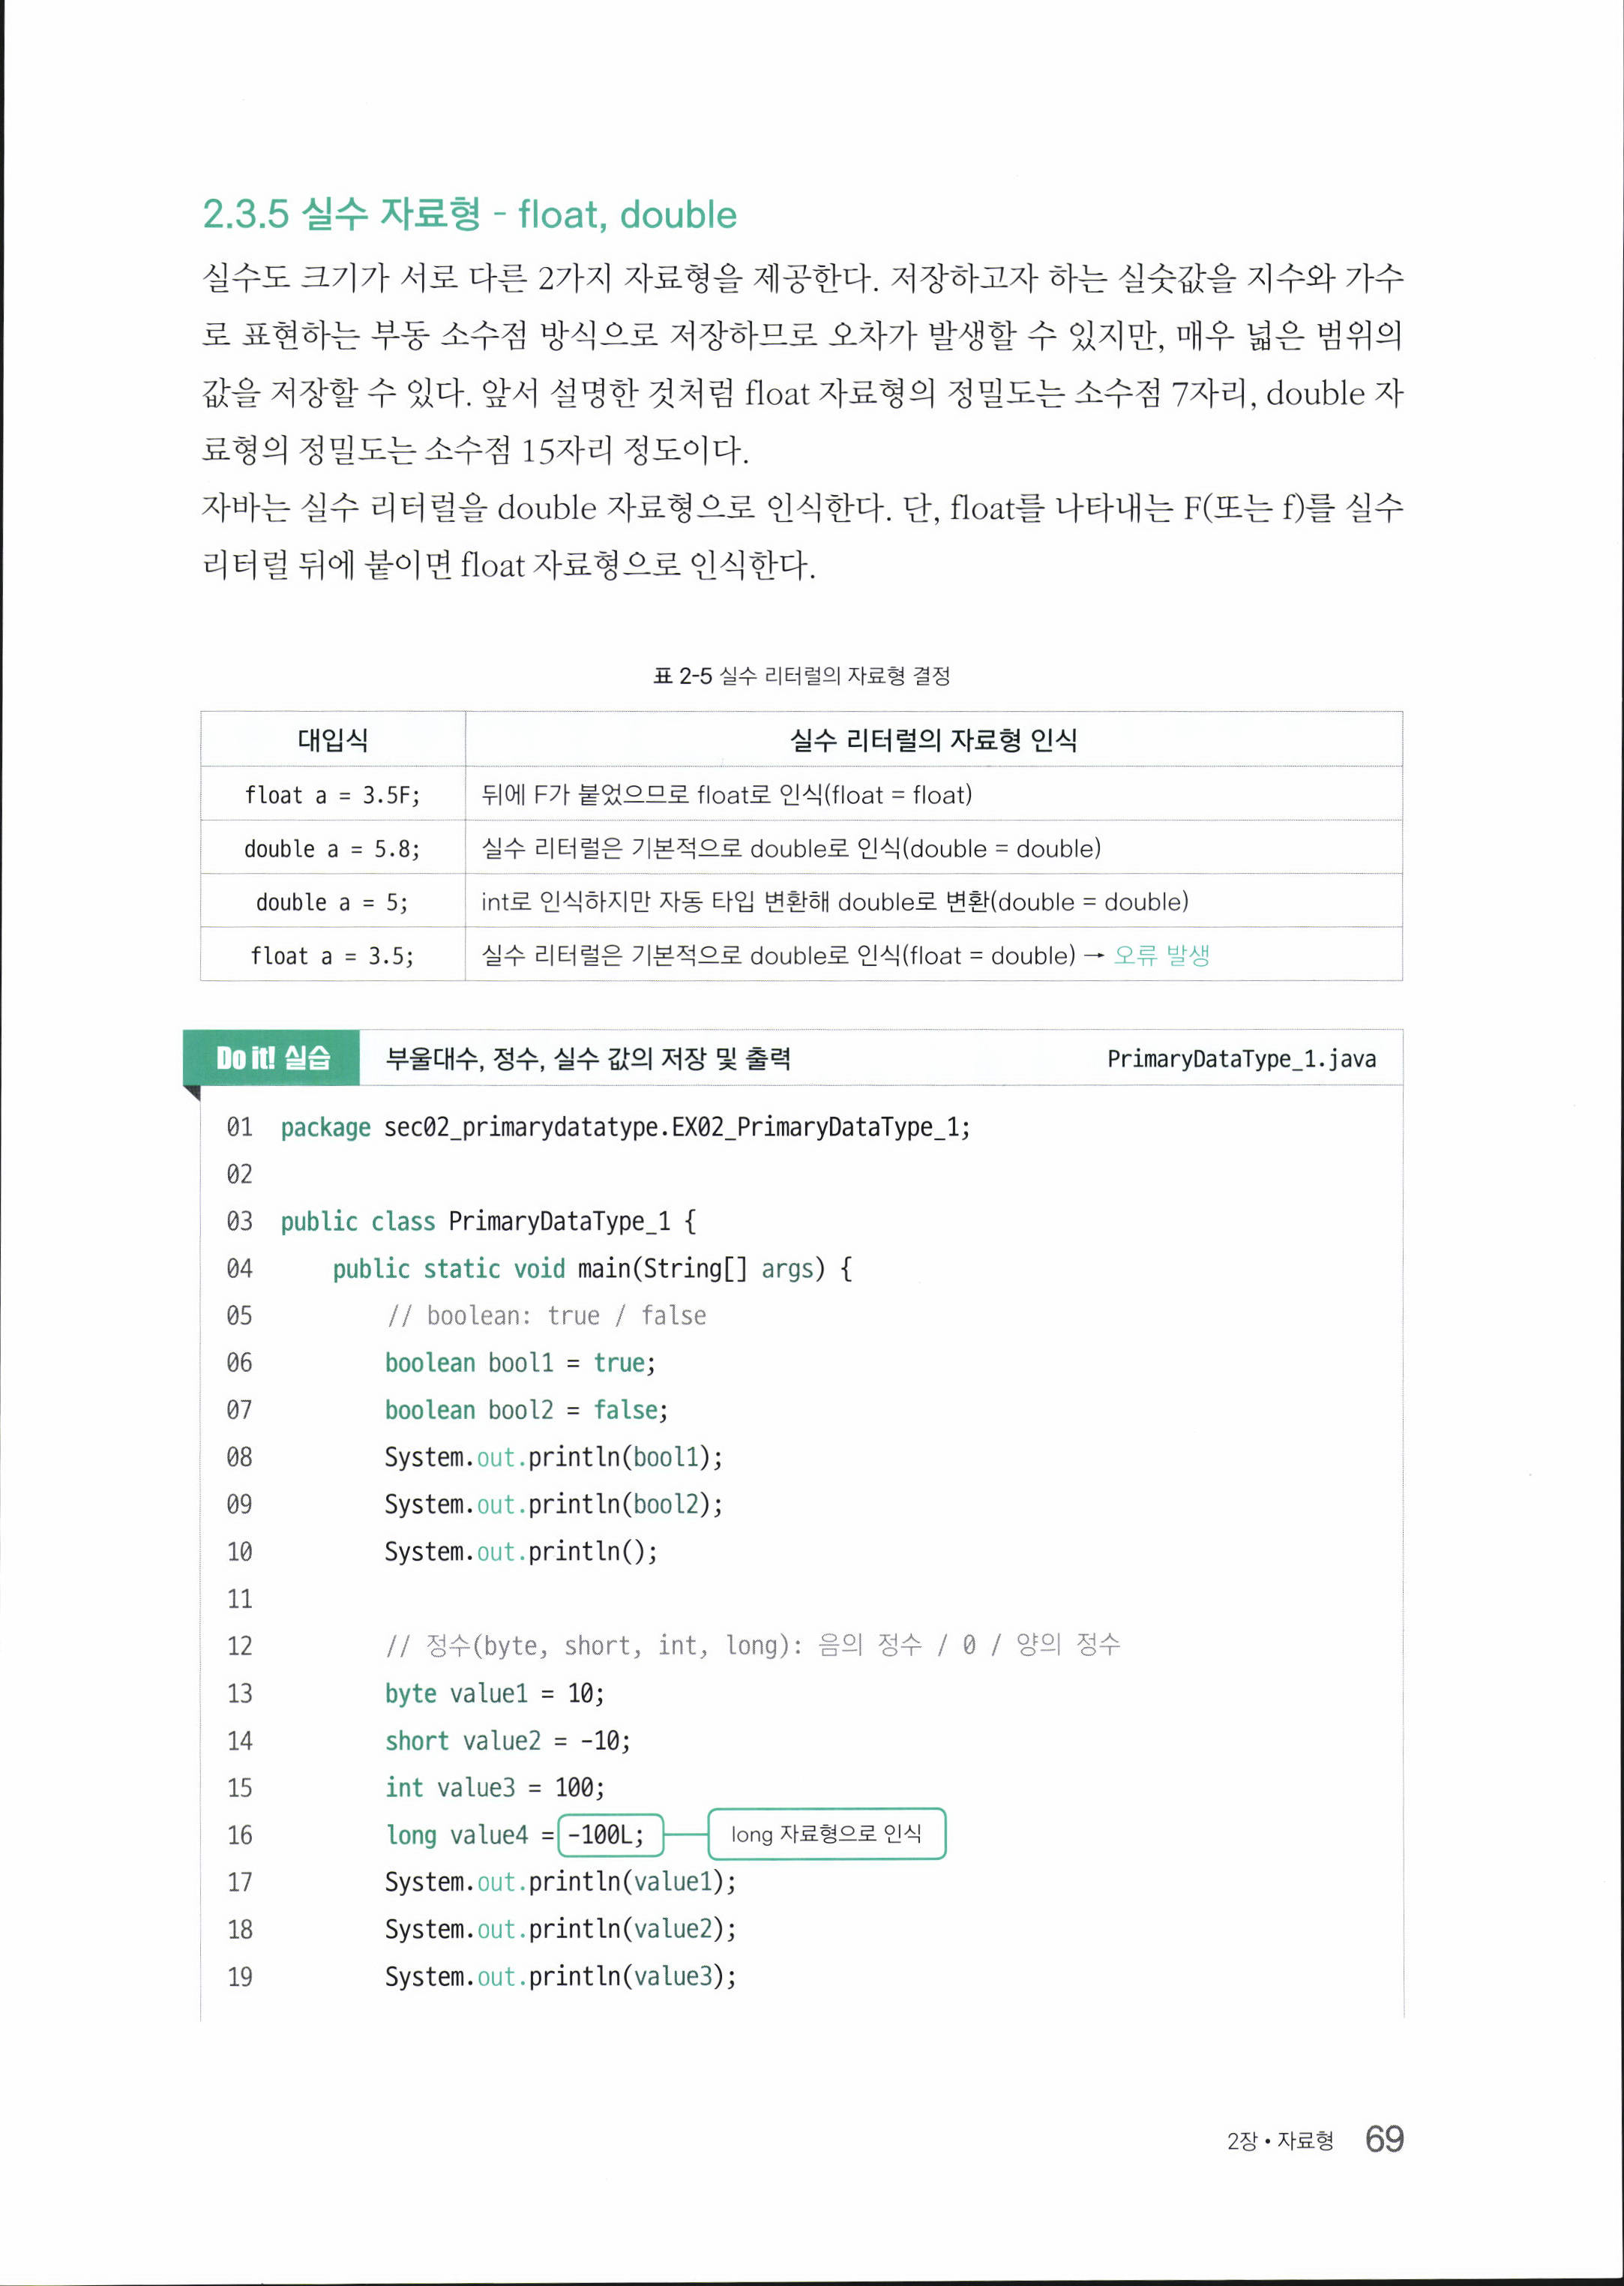 2.3.5 실수 자료형 - float, double
실수도 크기가 서로 다른 2가지 자료형을 제공한다. 저장하고자 하는 실숫값을 지수와 가수
로 표현하는 부동 소수점 방식으로 저장하므로 오차가 발생할 수 있지만, 매우 넓은 범위의
값을 저장할 수 있다. 앞서 설명한 것처럼 float 자료형의 정밀도는 소수점 7자리, double 자
료형의 정밀도는 소수점 15자리 정도이다.
자바는 실수 리터럴을 double 자료형으로 인식한다. 단, float를 나타내는 F(또는 f)를 실수
리터럴 뒤에 붙이면 float 자료형으로 인식한다.
표 2-5 실수 리터럴의 자료형 결정
대입식 실수 리터럴의 자료형 인식
float a = 3.5F; 뒤에 F가 붙었으므로 float로 인식(float = float)
double a = 5.8; 실수 리터럴은 기본적으로 double로 인식(double = double)
double a = 5; int로 인식하지만 자동 타입 변환해 double로 변환(double = double)
float a = 3.5; 실수 리터럴은 기본적으로 double로 인식(float = double) → 오류 발생
Do it! 실습 부울대수, 정수, 실수 값의 저장 및 출력 PrimaryDataType_1.java
01 package sec02_primarydatatype.EX02_PrimaryDataType_1;
02
03 public class PrimaryDataType_1 {
04 public static void main(String[] args) {
05 // boolean: true / false
06 boolean bool1 = true;
07 boolean bool2 = false;
08 System.out.println(bool1);
09 System.out.println(bool2);
10 System.out.println();
11
12 // 정수(byte, short, int, long): 음의 정수 / 0 / 양의 정수
13 byte value1 = 10;
14 short value2 = -10;
15 int value3 = 100;
16 long value4 = -100L; long 자료형으로 인식
17 System.out.println(value1);
18 System.out.println(value2);
19 System.out.println(value3);
2장 • 자료형 69